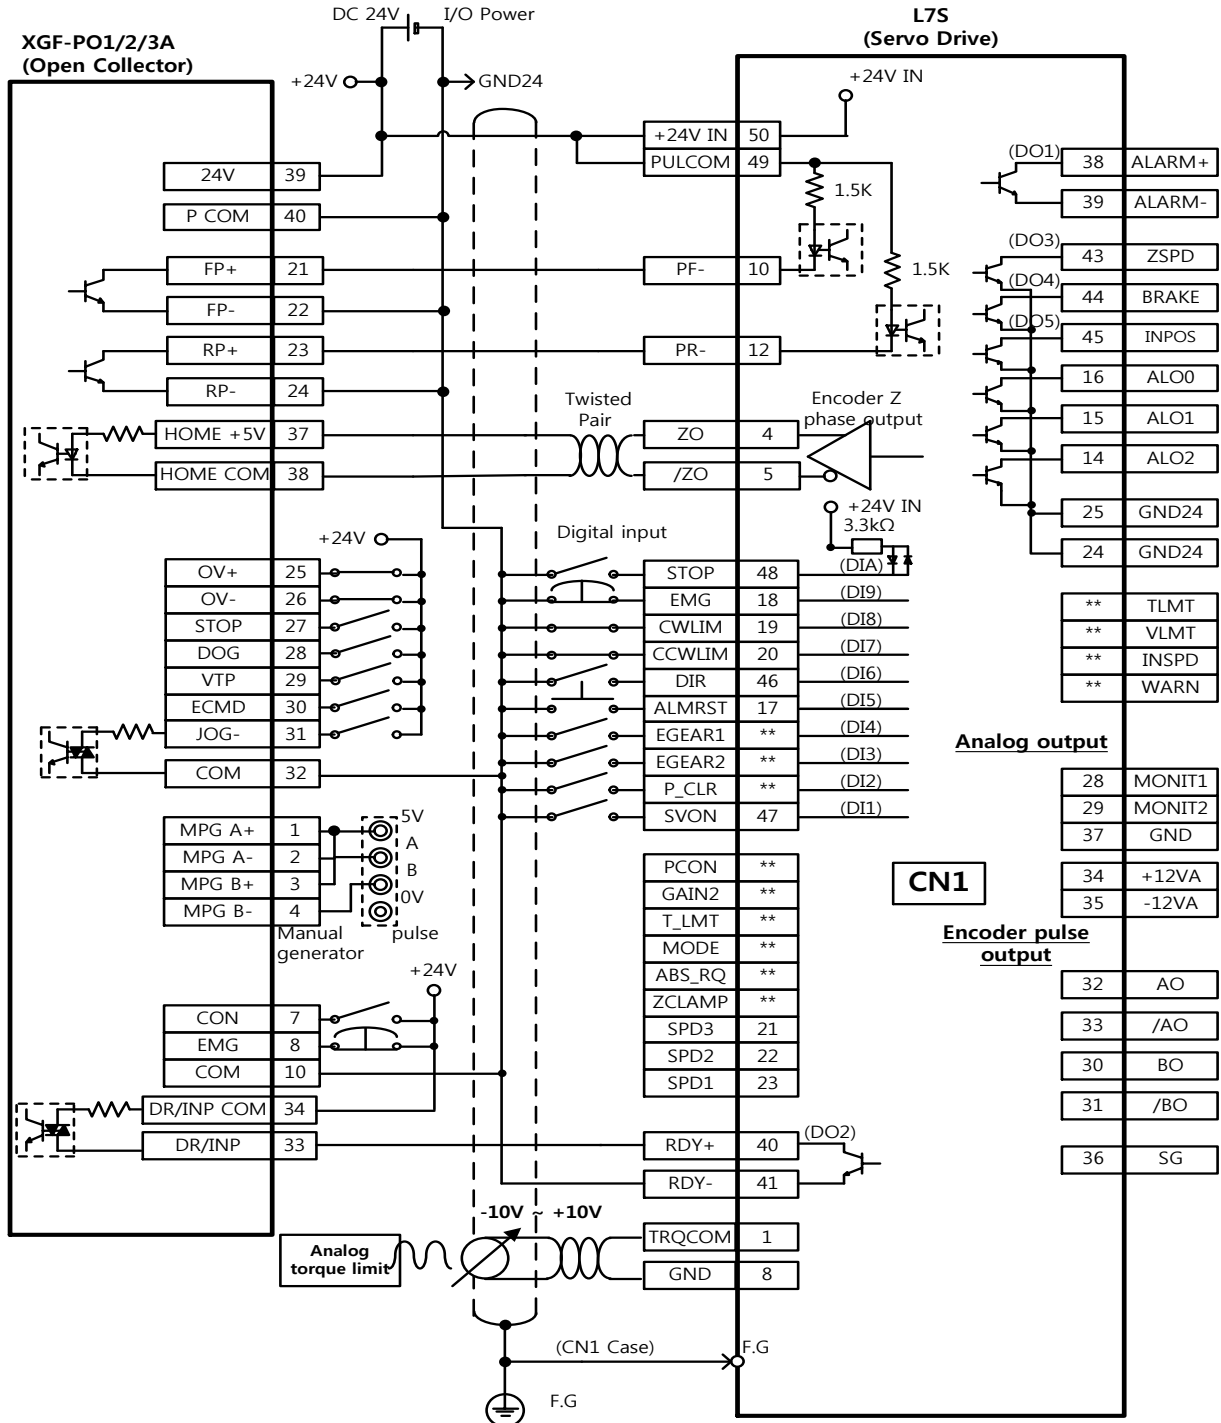 DC 24V
I/O Power
L7S
(Servo Drive)
XGF-PO1/2/3A
(Open Collector)
+24V
GND24
+24V IN
+24V IN 50
PULCOM 49
24V 39
P COM 40
1.5K
1.5K
FP+ 21
FP- 22
RP+ 23
RP- 24
PF- 10
PR- 12
HOME +5V 37
HOME COM 38
Twisted
Pair
ZO 4
/ZO 5
Encoder Z
phase output
(DO1)
38 ALARM+
39 ALARM-
(DO3)
43 ZSPD
(DO4)
44 BRAKE
(DO5)
45 INPOS
16 ALO0
15 ALO1
14 ALO2
25 GND24
24 GND24
** TLMT
** VLMT
** INSPD
** WARN
+24V IN
3.3kΩ
+24V
Digital input
OV+ 25
OV- 26
STOP 27
DOG 28
VTP 29
ECMD 30
JOG- 31
COM 32
STOP 48 (DIA)
EMG 18 (DI9)
CWLIM 19 (DI8)
CCWLIM 20 (DI7)
DIR 46 (DI6)
ALMRST 17 (DI5)
EGEAR1 ** (DI4)
EGEAR2 ** (DI3)
P_CLR ** (DI2)
SVON 47 (DI1)
Analog output
28 MONIT1
29 MONIT2
37 GND
34 +12VA
35 -12VA
MPG A+ 1
MPG A- 2
MPG B+ 3
MPG B- 4
5V
A
B
0V
Manual pulse
generator
PCON **
GAIN2 **
T_LMT **
MODE **
ABS_RQ **
ZCLAMP **
SPD3 21
SPD2 22
SPD1 23
CN1
Encoder pulse
output
32 AO
33 /AO
30 BO
31 /BO
36 SG
+24V
CON 7
EMG 8
COM 10
DR/INP COM 34
DR/INP 33
RDY+ 40 (DO2)
RDY- 41
-10V ~ +10V
Analog
torque limit
TRQCOM 1
GND 8
(CN1 Case)
F.G
F.G